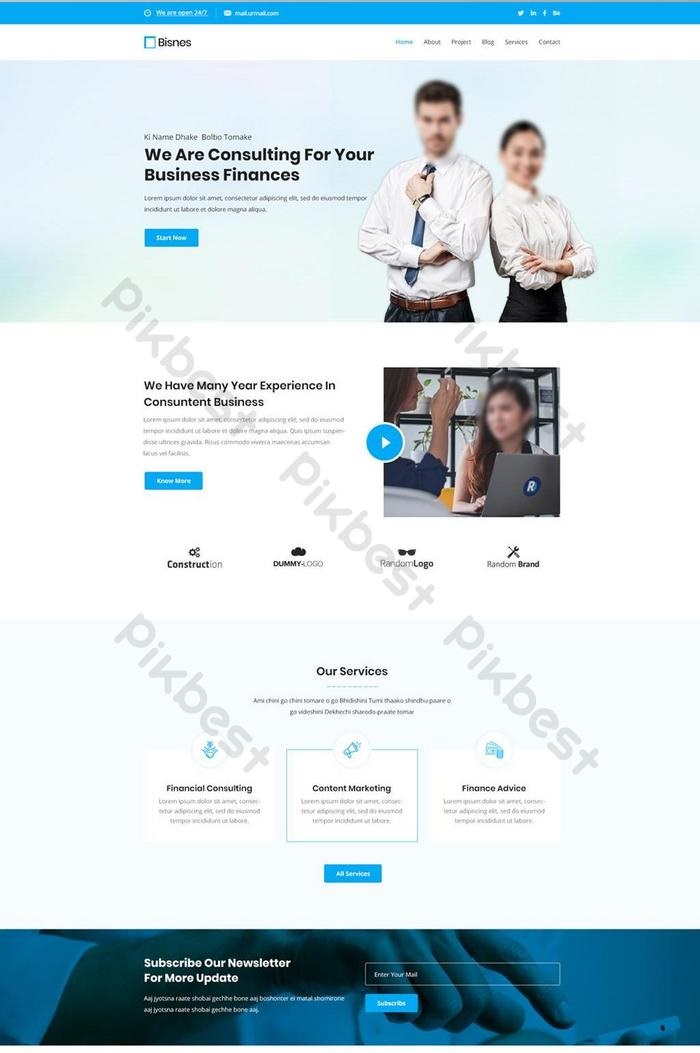 We are open 24/7 mail.urmail.com
Bisnes
Home About Project Blog Services Contact
Ki Name Dhake Bolbo Tomake
We Are Consulting For Your
Business Finances
Lorem ipsum dolor sit amet, consectetur adipiscing elit, sed do eiusmod tempor
incididunt ut labore et dolore magna aliqua.
Start Now
We Have Many Year Experience In
Consuntent Business
Lorem ipsum dolor sit amet, consectetur adipiscing elit, sed do eiusmod
tempor incididunt ut labore et dolore magna aliqua. Quis ipsum suspen-
disse ultrices gravida. Risus commodo viverra maecenas accumsan
lacus vel facilisis.
Know More
Construction
DUMMY-LOGO
RandomLogo
Random Brand
Our Services
Ami chini go chini tomare o go Bhidishini Tumi thaako shindhu paare o
go videshini Dekhechi sharodo-praate tomar
Financial Consulting
Lorem ipsum dolor sit amet, consec-
tetur adipiscing elit, sed do eiusmod
tempor incididunt ut labore.
Content Marketing
Lorem ipsum dolor sit amet, consec-
tetur adipiscing elit, sed do eiusmod
tempor incididunt ut labore.
Finance Advice
Lorem ipsum dolor sit amet, consec-
tetur adipiscing elit, sed do eiusmod
tempor incididunt ut labore.
All Services
Subscribe Our Newsletter
For More Update
Aaj jyotsna raate shobai gechhe bone aaj boshonter ei matal shomirone
aaj jyotsna raate shobai gechhe bone aaj.
Enter Your Mail
Subscribs
pikbest
pikbest
pikbest
pikbest
pikbest